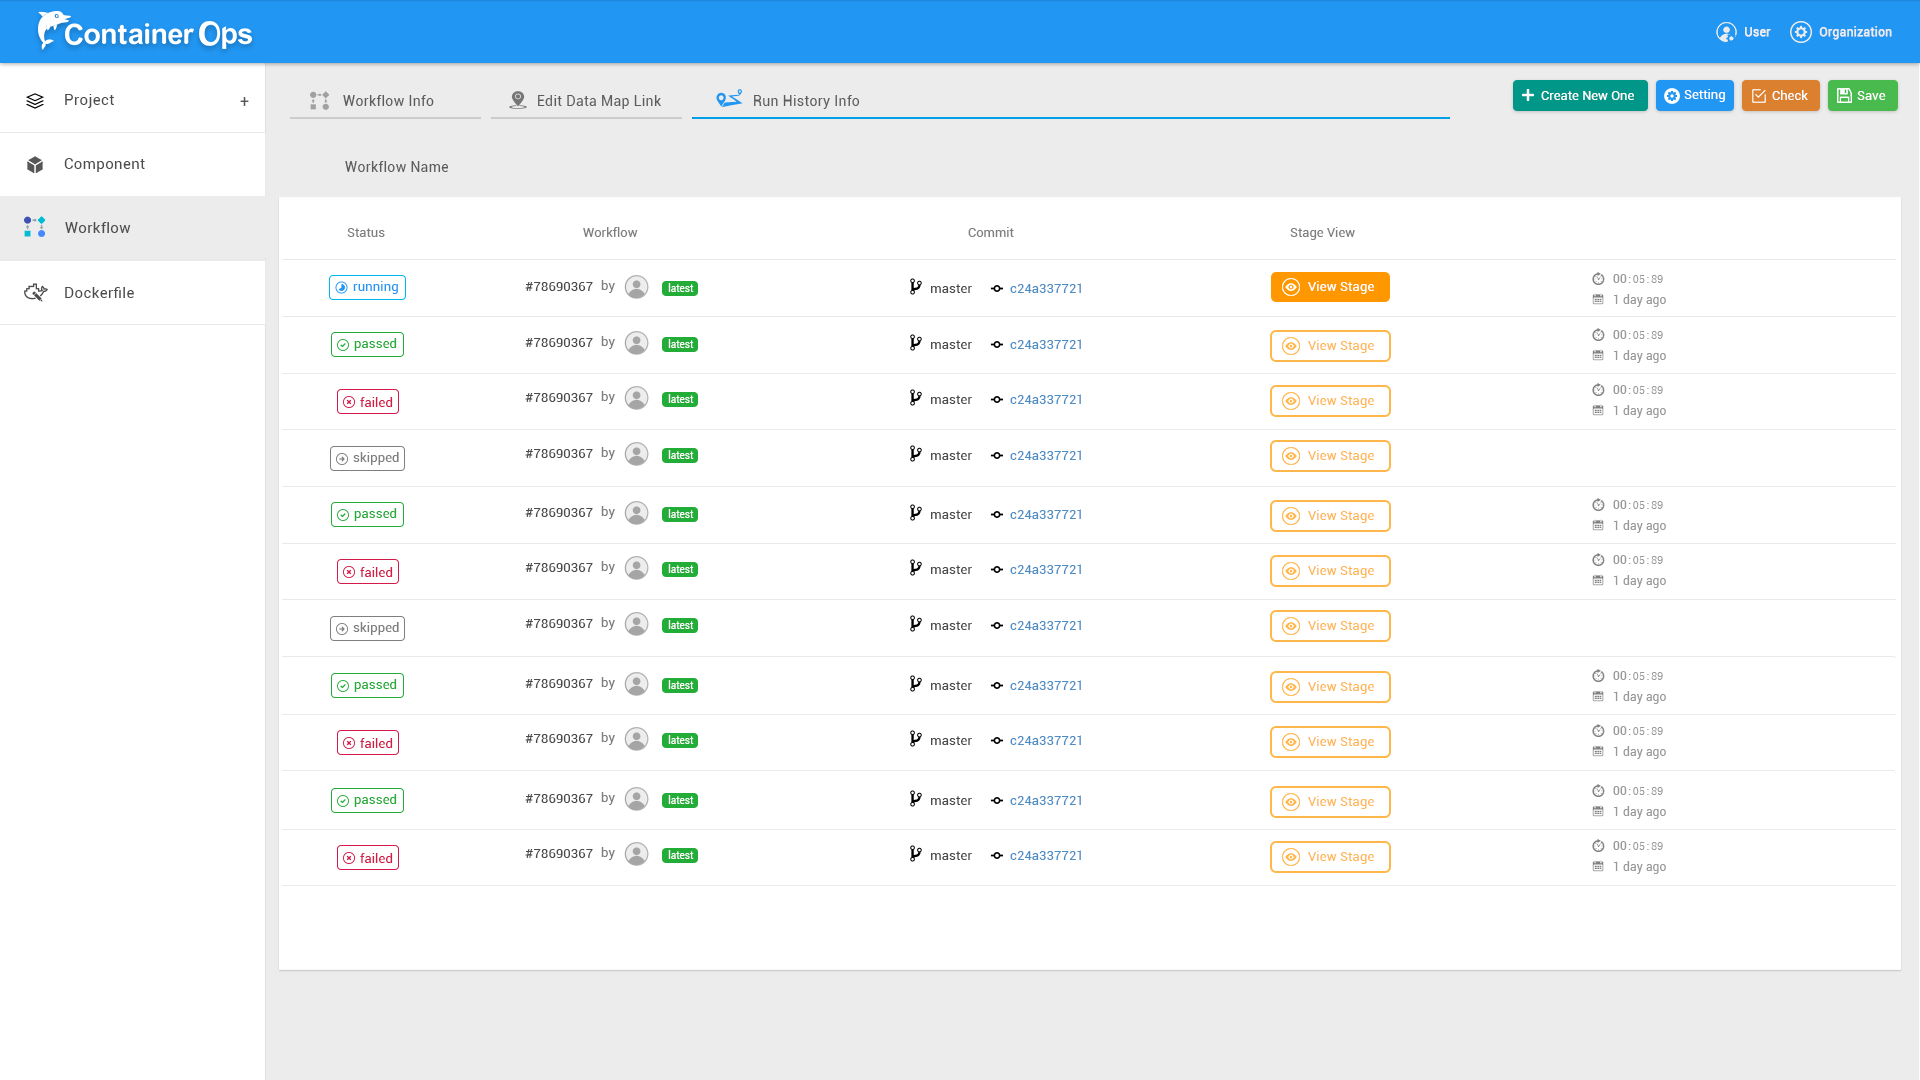 Container Ops
User Organization
Project +
Component
Workflow
Dockerfile
Workflow Info Edit Data Map Link Run History Info
Create New One Setting Check Save
Workflow Name
Status Workflow Commit Stage View
running #78690367 by latest master c24a337721 View Stage 00:05:89
1 day ago
passed #78690367 by latest master c24a337721 View Stage 00:05:89
1 day ago
failed #78690367 by latest master c24a337721 View Stage 00:05:89
1 day ago
skipped #78690367 by latest master c24a337721 View Stage
passed #78690367 by latest master c24a337721 View Stage 00:05:89
1 day ago
failed #78690367 by latest master c24a337721 View Stage 00:05:89
1 day ago
skipped #78690367 by latest master c24a337721 View Stage
passed #78690367 by latest master c24a337721 View Stage 00:05:89
1 day ago
failed #78690367 by latest master c24a337721 View Stage 00:05:89
1 day ago
passed #78690367 by latest master c24a337721 View Stage 00:05:89
1 day ago
failed #78690367 by latest master c24a337721 View Stage 00:05:89
1 day ago